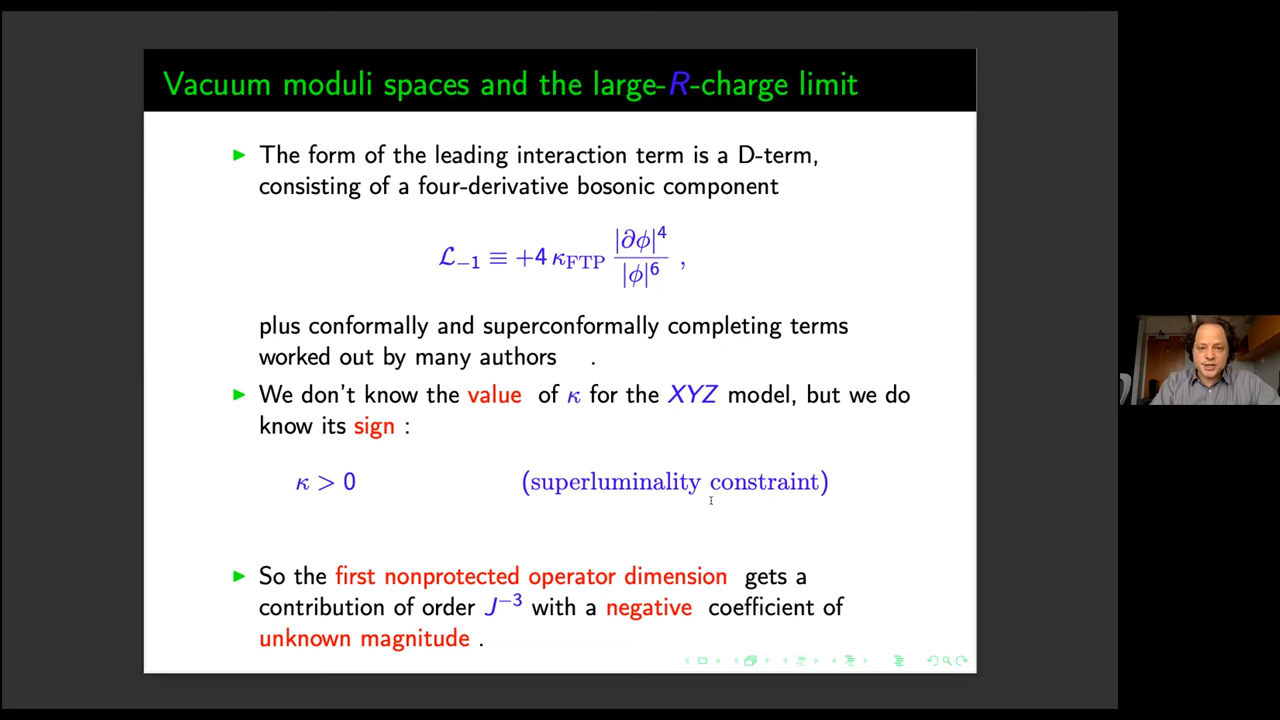 Vacuum moduli spaces and the large-R-charge limit
▶ The form of the leading interaction term is a D-term,
consisting of a four-derivative bosonic component
ℒ₋₁ ≡ +4 κ_FTP |∂ϕ|⁴ / |ϕ|⁶ ,
plus conformally and superconformally completing terms
worked out by many authors .
▶ We don't know the value of κ for the XYZ model, but we do
know its sign :
κ > 0 (superluminality constraint)
▶ So the first nonprotected operator dimension gets a
contribution of order J⁻³ with a negative coefficient of
unknown magnitude .